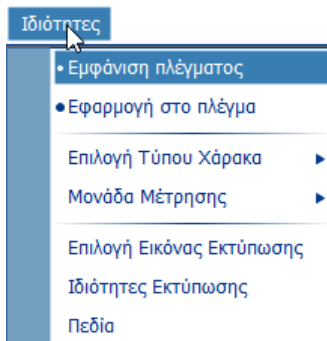 Ιδιότητες
• Εμφάνιση πλέγματος
• Εφαρμογή στο πλέγμα
Επιλογή Τύπου Χάρακα
Μονάδα Μέτρησης
Επιλογή Εικόνας Εκτύπωσης
Ιδιότητες Εκτύπωσης
Πεδία